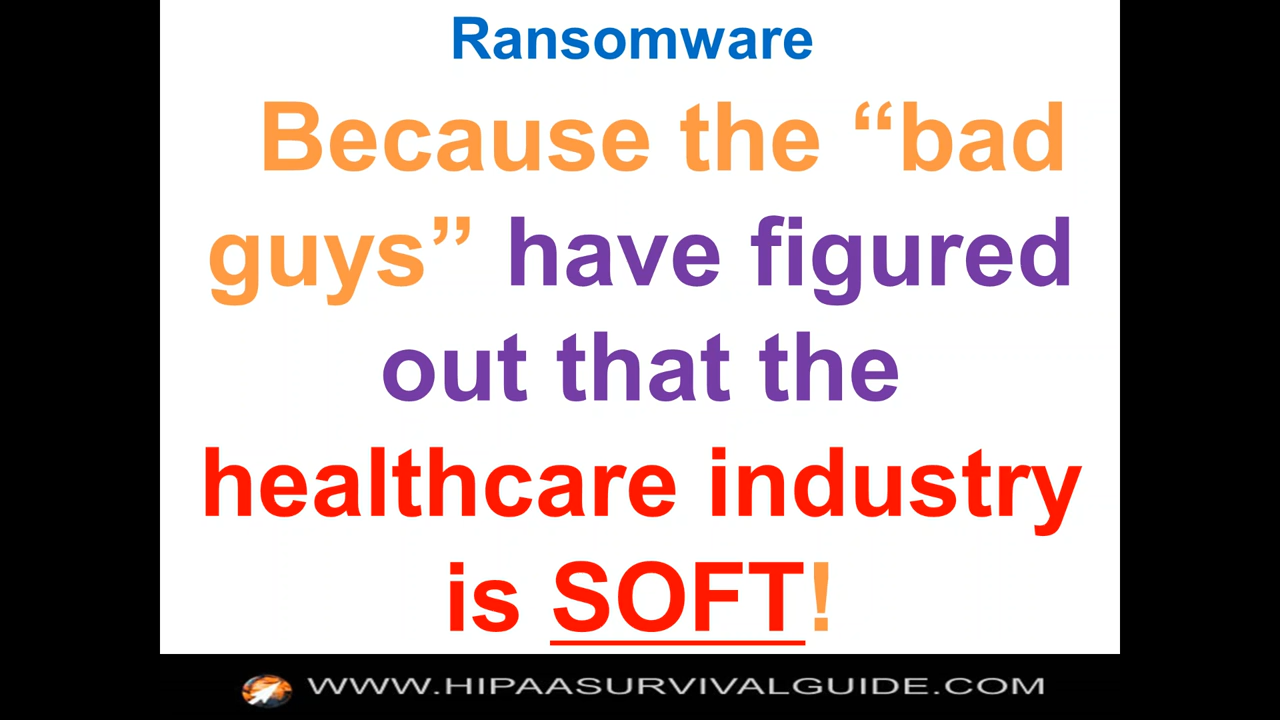 Ransomware
Because the “bad
guys” have figured
out that the
healthcare industry
is SOFT!
WWW.HIPAASURVIVALGUIDE.COM